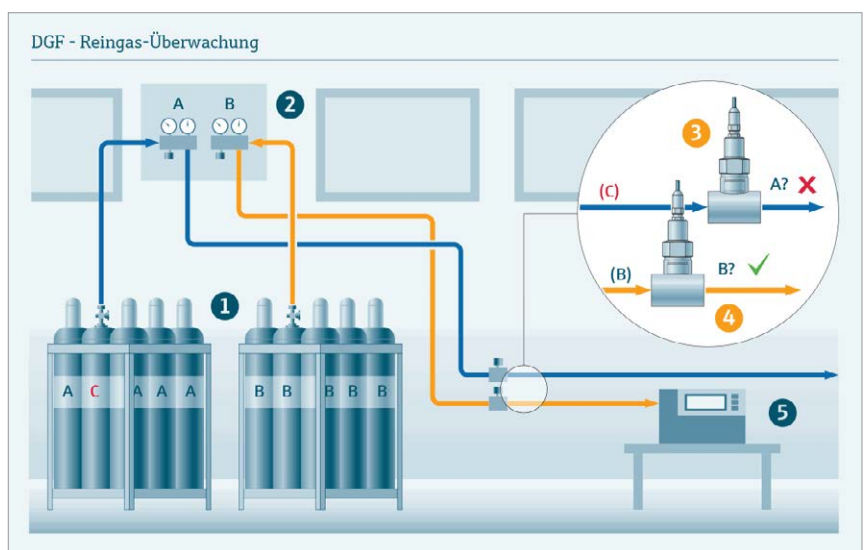 DGF - Reingas-Überwachung
A B 2
3
(C) A? X
(B) B?
4
1
A C A A A B B B B B
5